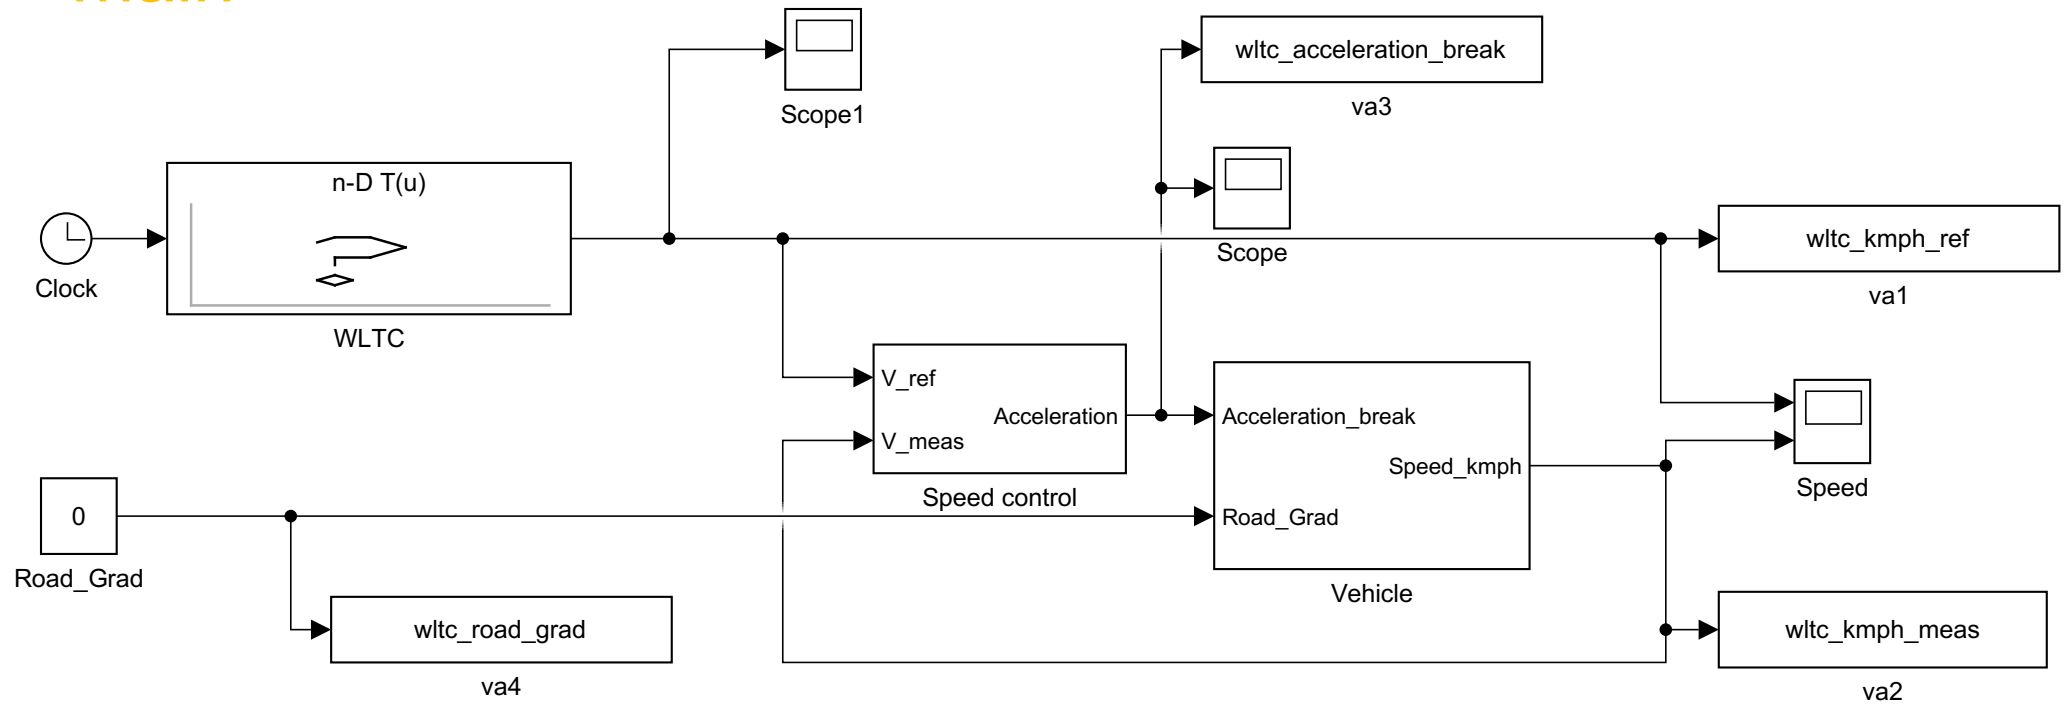 Scope1
wltc_acceleration_break
va3
n-D T(u)
Scope
wltc_kmph_ref
va1
Clock
WLTC
V_ref
V_meas
Acceleration
Speed control
Acceleration_break
Speed_kmph
Road_Grad
Vehicle
Speed
0
Road_Grad
wltc_road_grad
va4
wltc_kmph_meas
va2